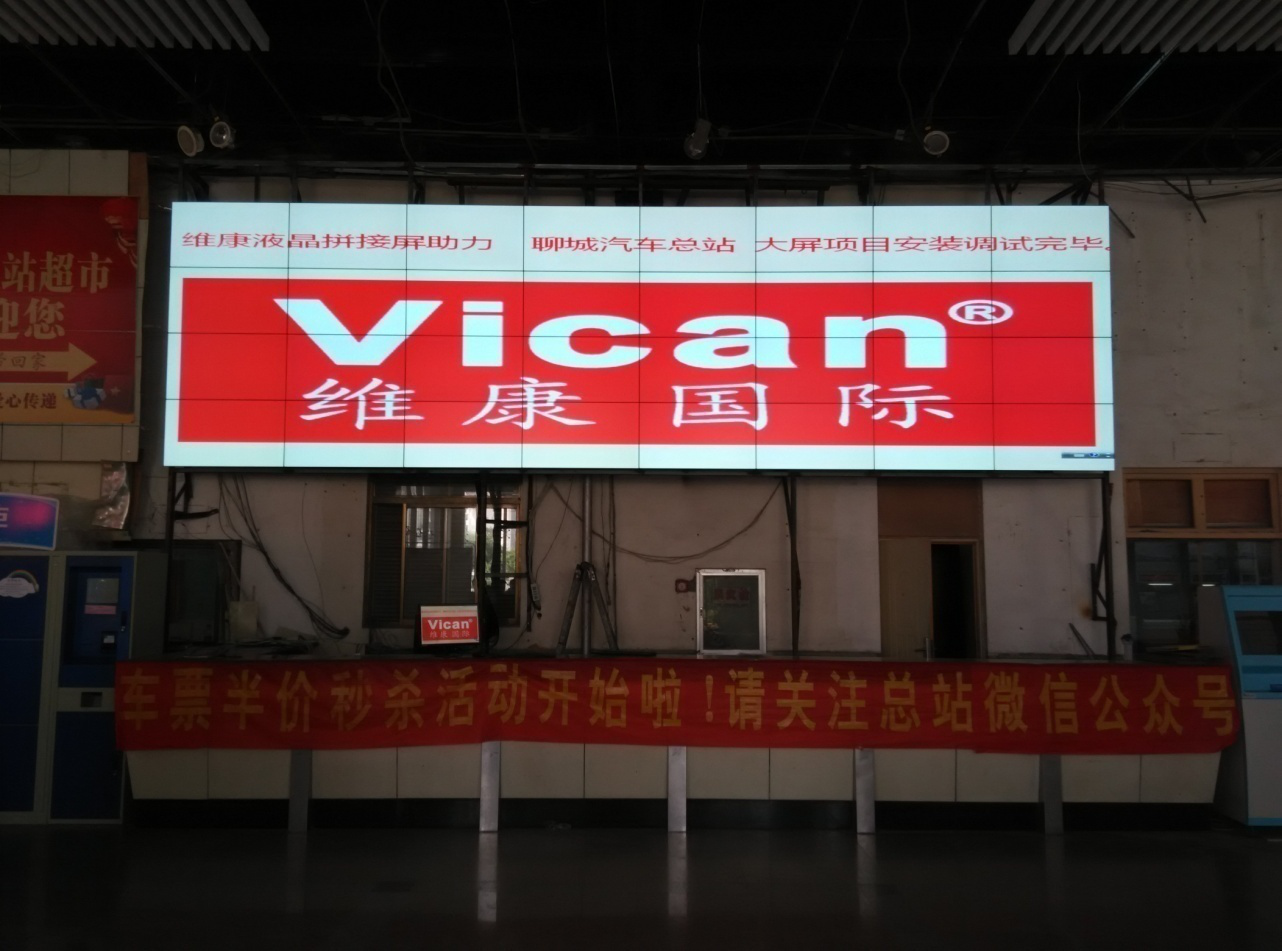 维康液晶拼接屏助力 聊城汽车总站 大屏项目安装调试完毕
Vican®
维康国际
站超市
迎您
回家
心传递
Vican®
维康国际
车票半价秒杀活动开始啦！请关注总站微信公众号